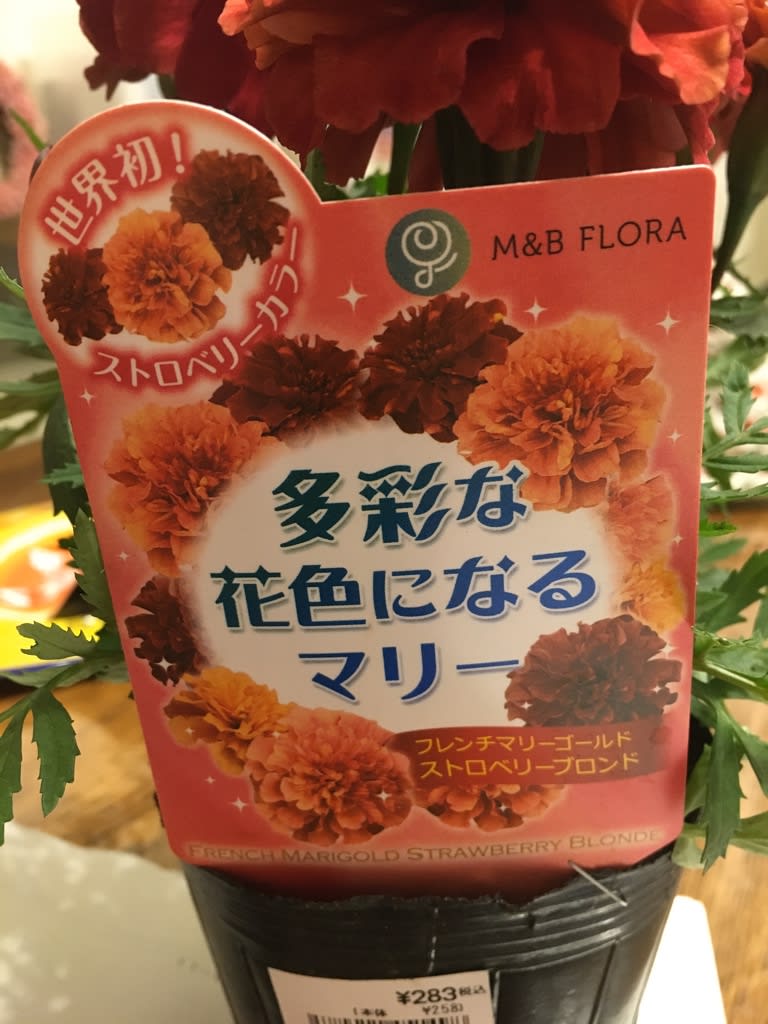 世界初!
ストロベリーカラー
M&B FLORA
多彩な
花色になる
マリー
フレンチマリーゴールド
ストロベリーブロンド
FRENCH MARIGOLD STRAWBERRY BLONDE
¥283税込
本体 ¥258